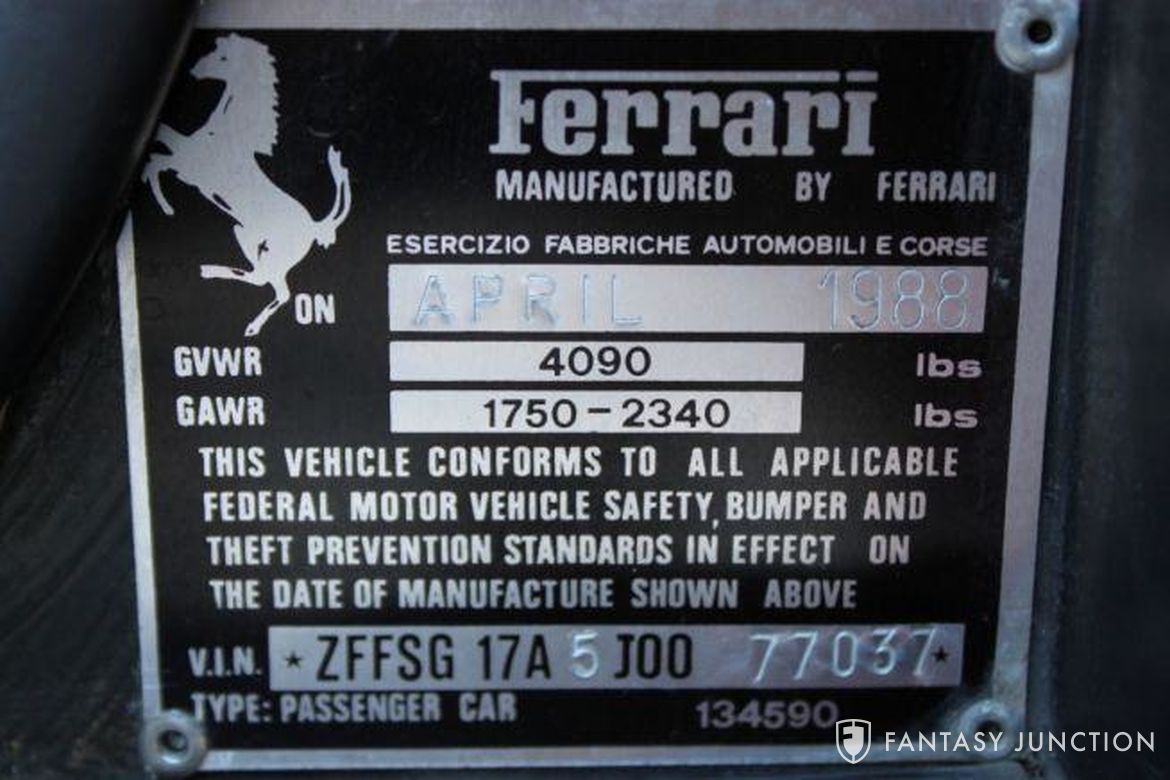 Ferrari
MANUFACTURED BY FERRARI
ESERCIZIO FABBRICHE AUTOMOBILI E CORSE
ON APRIL 1988
GVWR 4090 lbs
GAWR 1750-2340 lbs
THIS VEHICLE CONFORMS TO ALL APPLICABLE
FEDERAL MOTOR VEHICLE SAFETY, BUMPER AND
THEFT PREVENTION STANDARDS IN EFFECT ON
THE DATE OF MANUFACTURE SHOWN ABOVE
V.I.N. ★ ZFFSG 17A 5 J00 77037 ★
TYPE: PASSENGER CAR 134590
FANTASY JUNCTION